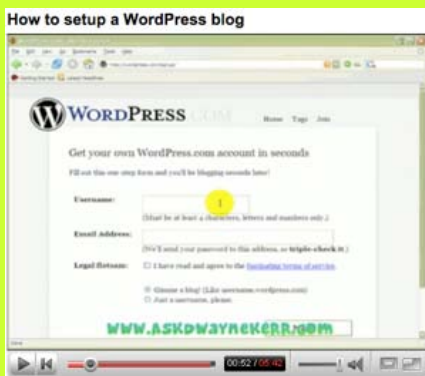 How to setup a WordPress blog
WORDPRESS.COM
Home Tags Join
Get your own WordPress.com account in seconds
Fill out this one-step form and you'll be blogging seconds later!
Username:
(Must be at least 4 characters, letters and numbers only.)
Email Address:
(We'll send your password to this address, so triple-check it.)
Legal flotsam: I have read and agree to the fascinating terms of service.
Gimme a blog! (Like username.wordpress.com)
Just a username, please.
WWW.ASKDWAYNEKERR.COM
00:52 / 05:42